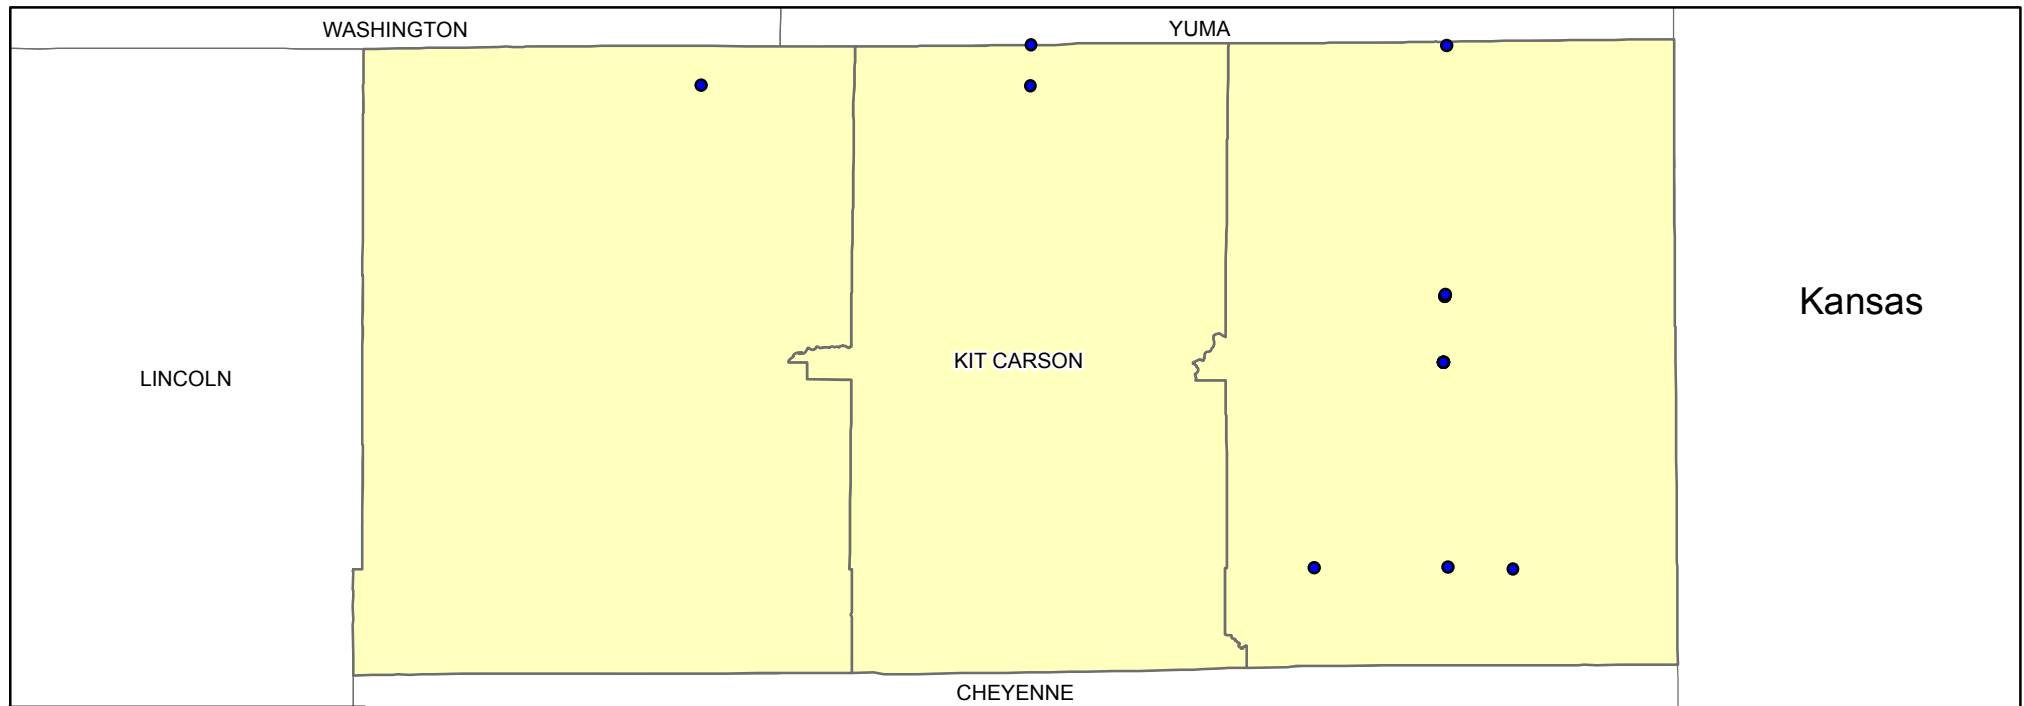 WASHINGTON
YUMA
Kansas
KIT CARSON
LINCOLN
CHEYENNE